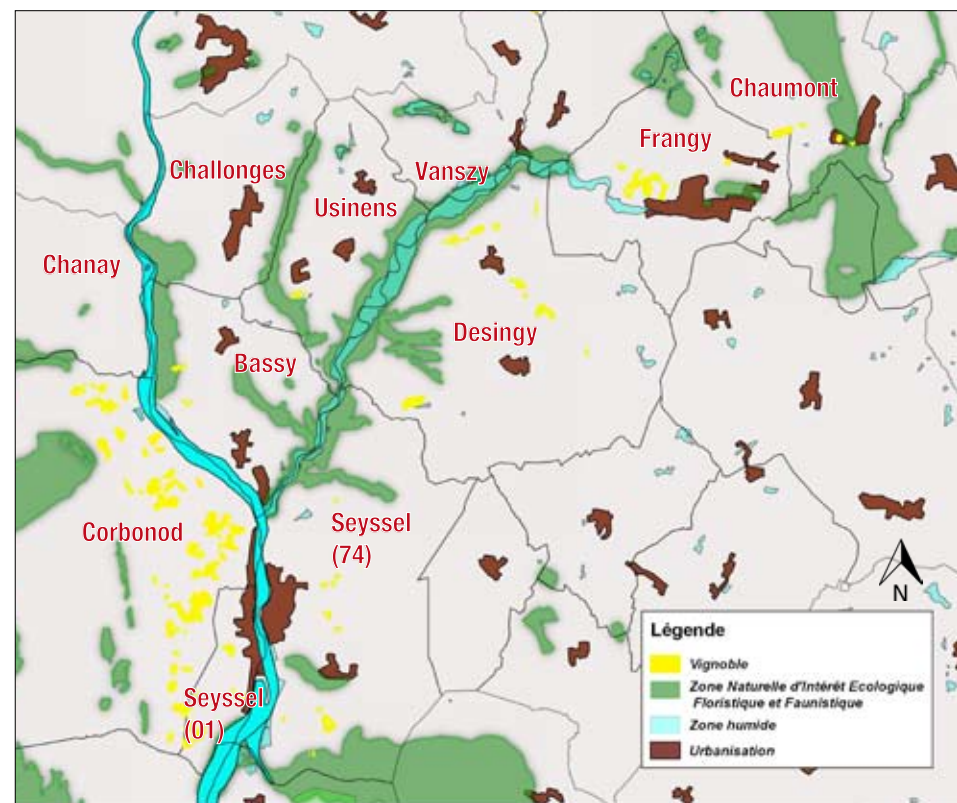 Chaumont
Frangy
Challonges
Vanszy
Usinens
Chanay
Desingy
Bassy
Corbonod
Seyssel
(74)
N
Légende
Vignoble
Zone Naturelle d'Intérêt Ecologique
Floristique et Faunistique
Zone humide
Urbanisation
Seyssel
(01)